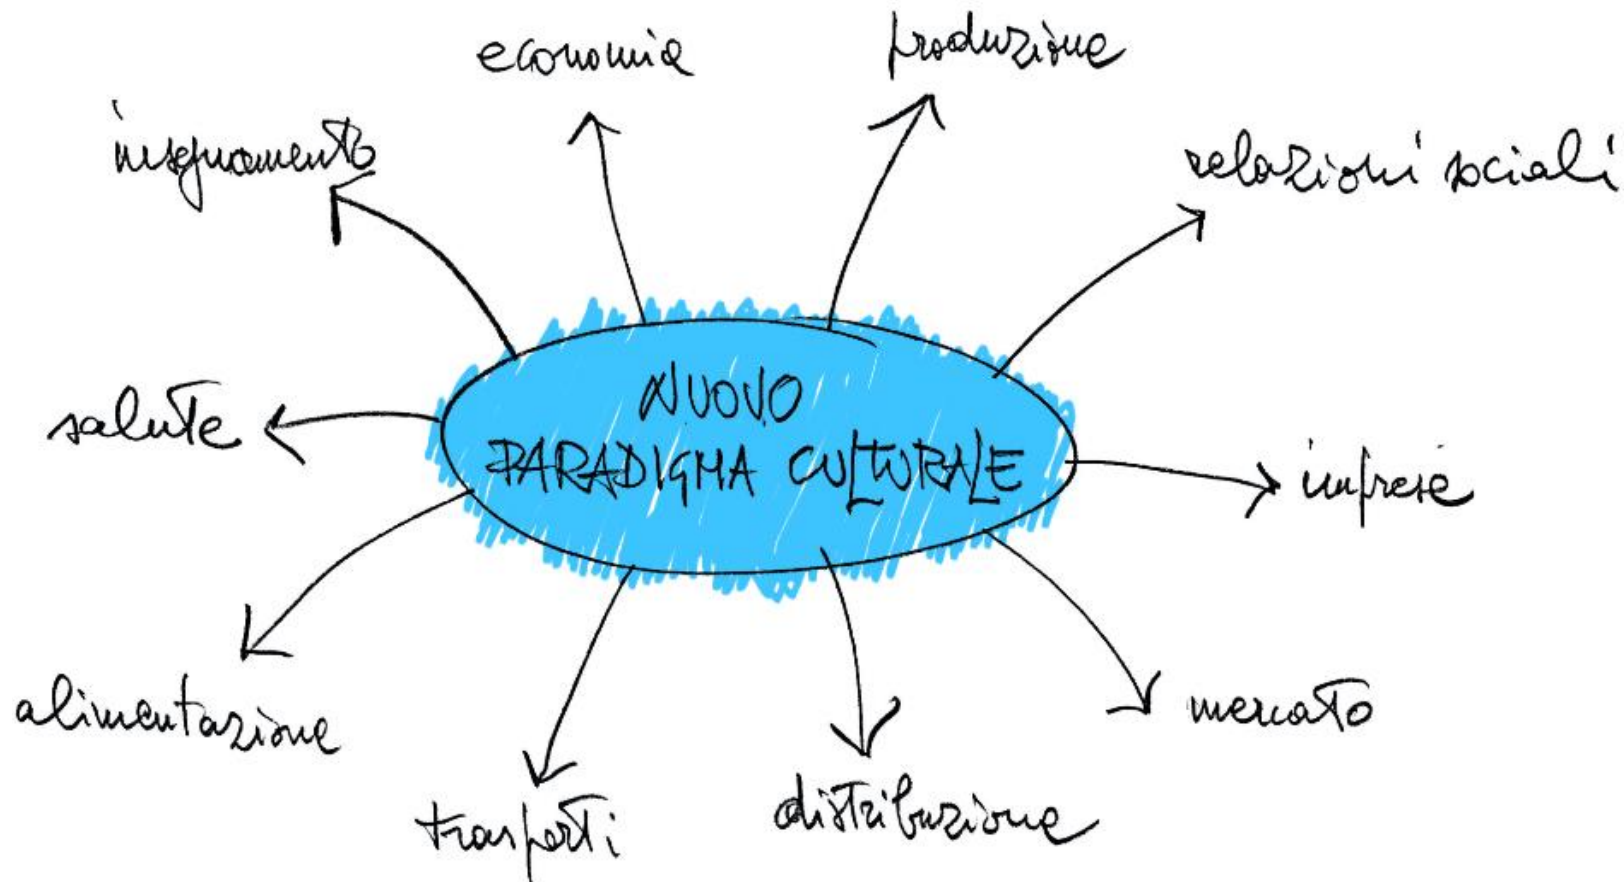 economia
produzione
insegnamento
relazioni sociali
NUOVO
PARADIGMA CULTURALE
salute
imprese
alimentazione
mercato
trasporti
distribuzione